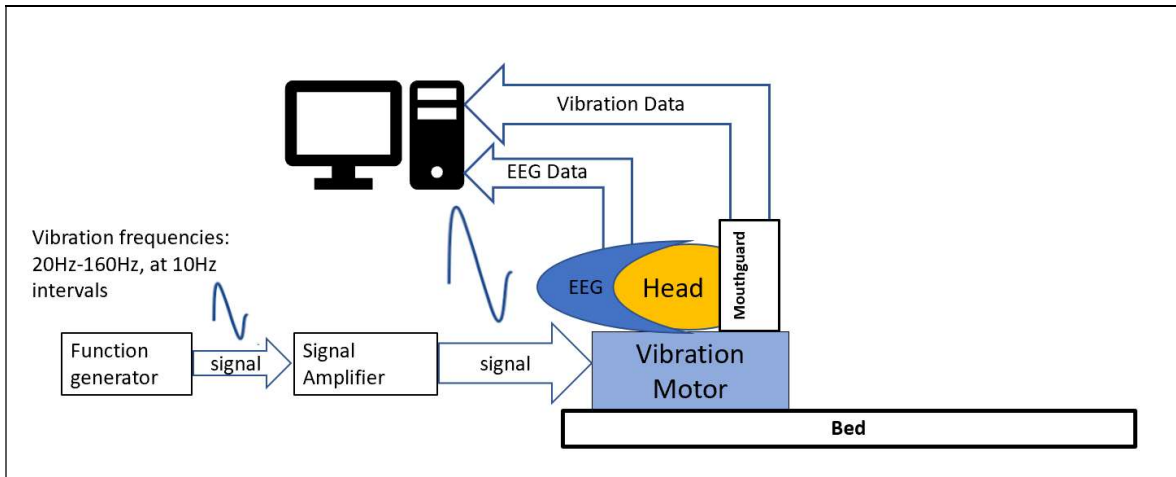 Vibration Data
EEG Data
Vibration frequencies:
20Hz-160Hz, at 10Hz
intervals
EEG
Head
Mouthguard
Function
generator
signal
Signal
Amplifier
signal
Vibration
Motor
Bed